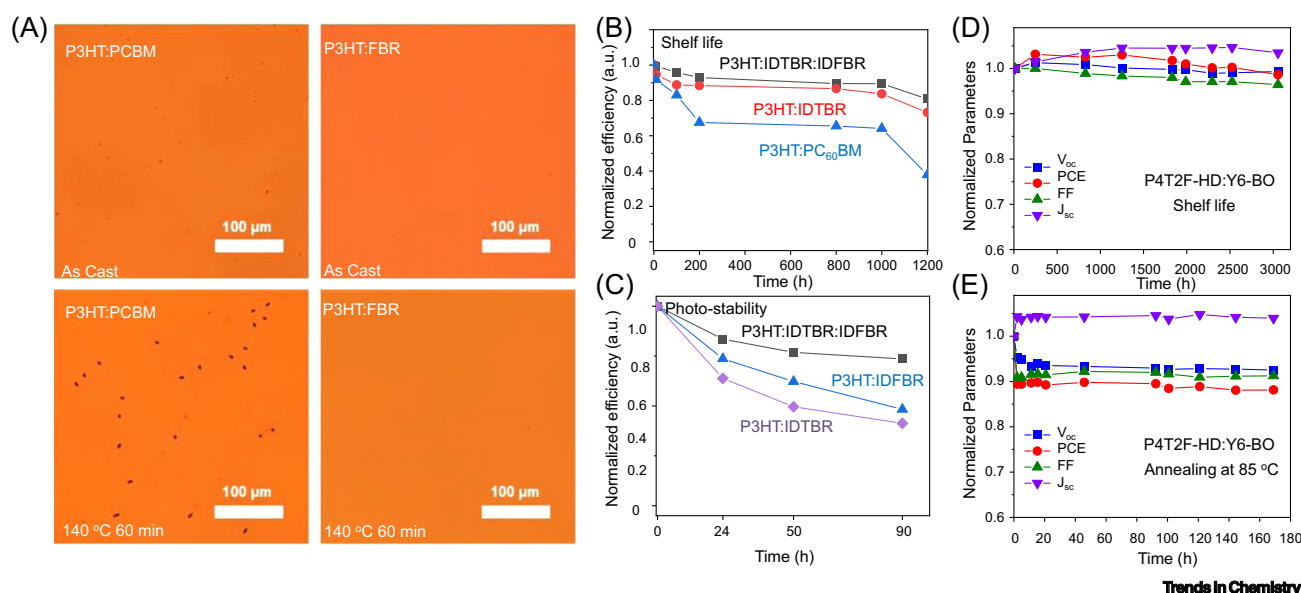 (A)
P3HT:PCBM
100 µm
As Cast
P3HT:FBR
100 µm
As Cast
P3HT:PCBM
100 µm
140 °C 60 min
P3HT:FBR
100 µm
140 °C 60 min
(B)
Shelf life
P3HT:IDTBR:IDFBR
P3HT:IDTBR
P3HT:PC₆₀BM
Normalized efficiency (a.u.)
1.0
0.8
0.6
0.4
0.2
0
0 200 400 600 800 1000 1200
Time (h)
(C)
Photo-stability
P3HT:IDTBR:IDFBR
P3HT:IDFBR
P3HT:IDTBR
Normalized efficiency (a.u.)
1.0
0.8
0.6
0.4
0.2
0
0 24 50 90
Time (h)
(D)
Normalized Parameters
1.0
0.9
1.0
0.6
Voc
PCE
FF
Jsc
P4T2F-HD:Y6-BO
Shelf life
0 500 1000 1500 2000 2500 3000
Time (h)
(E)
Normalized Parameters
1.0
0.9
1.0
0.6
Voc
PCE
FF
Jsc
P4T2F-HD:Y6-BO
Annealing at 85 °C
0 20 40 60 80 100 120 140 160 180
Time (h)
Trends in Chemistry